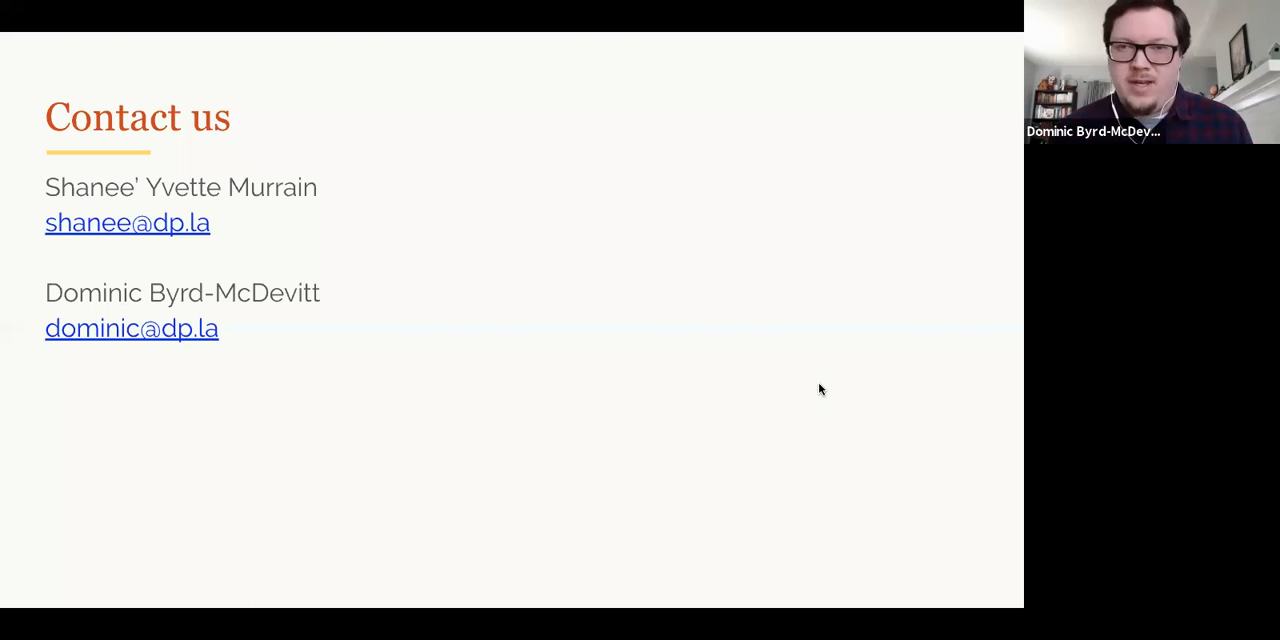 Contact us
Shanee’ Yvette Murrain
shanee@dp.la
Dominic Byrd-McDevitt
dominic@dp.la
Dominic Byrd-McDev...